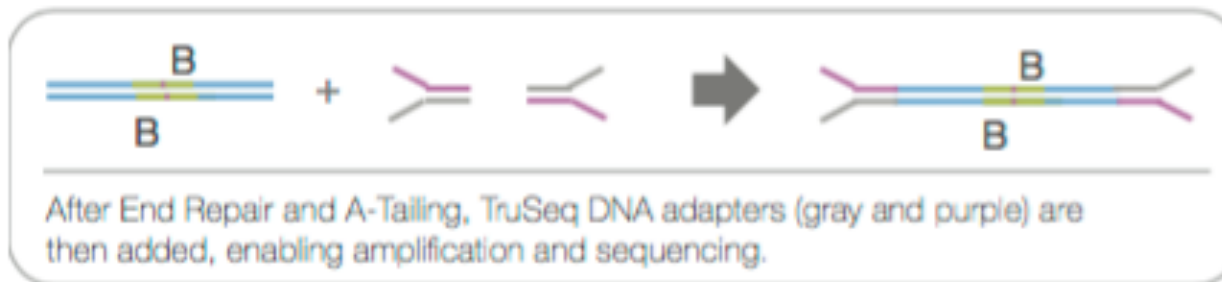 B
+
B
B
B
After End Repair and A-Tailing, TruSeq DNA adapters (gray and purple) are
then added, enabling amplification and sequencing.